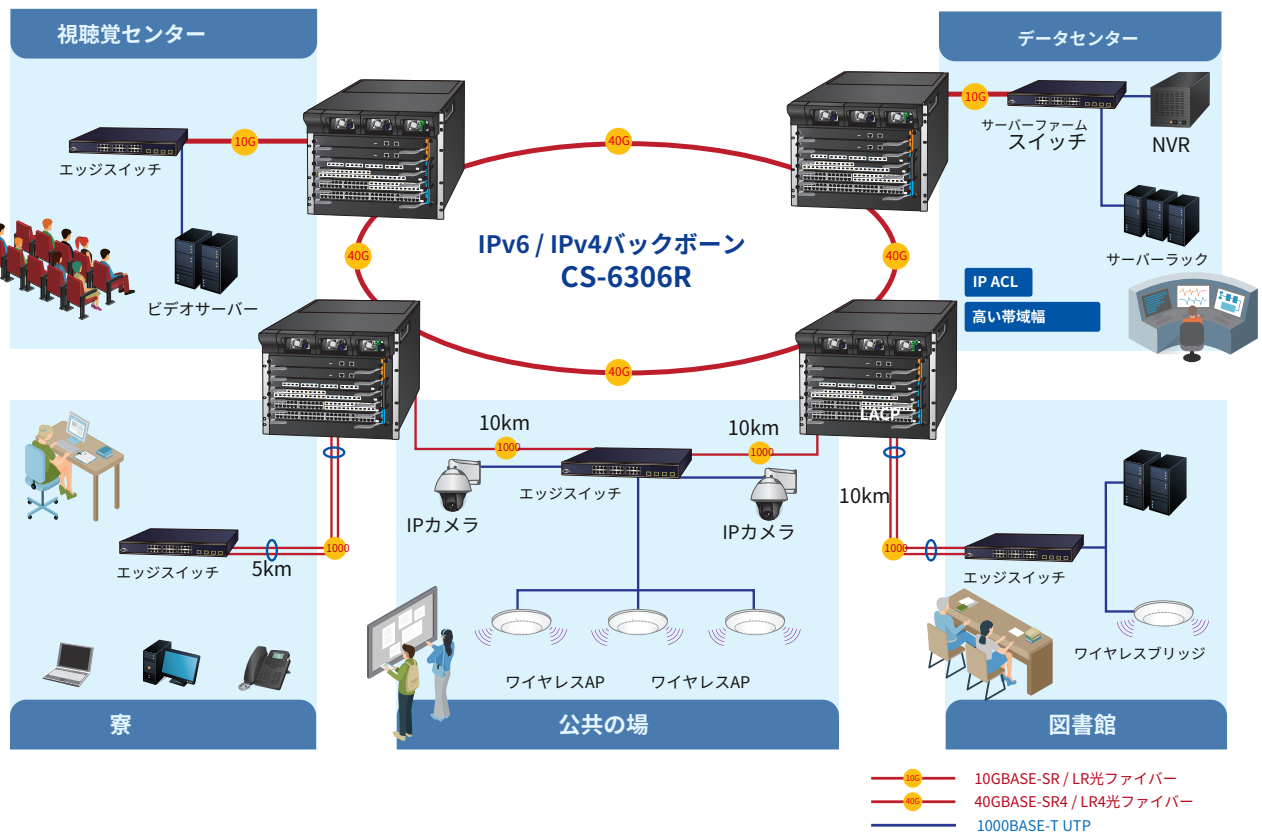 視聴覚センター
データセンター
10G
エッジスイッチ
ビデオサーバー
40G
40G
40G
40G
IPv6 / IPv4バックボーン
CS-6306R
10G
サーバーファーム
スイッチ
NVR
サーバーラック
IP ACL
高い帯域幅
LACP
10km
1000
10km
1000
エッジスイッチ
IPカメラ
IPカメラ
10km
1000
エッジスイッチ
5km
1000
エッジスイッチ
ワイヤレスAP
ワイヤレスAP
ワイヤレスブリッジ
寮
公共の場
図書館
10G
10GBASE-SR / LR光ファイバー
40G
40GBASE-SR4 / LR4光ファイバー
1000BASE-T UTP